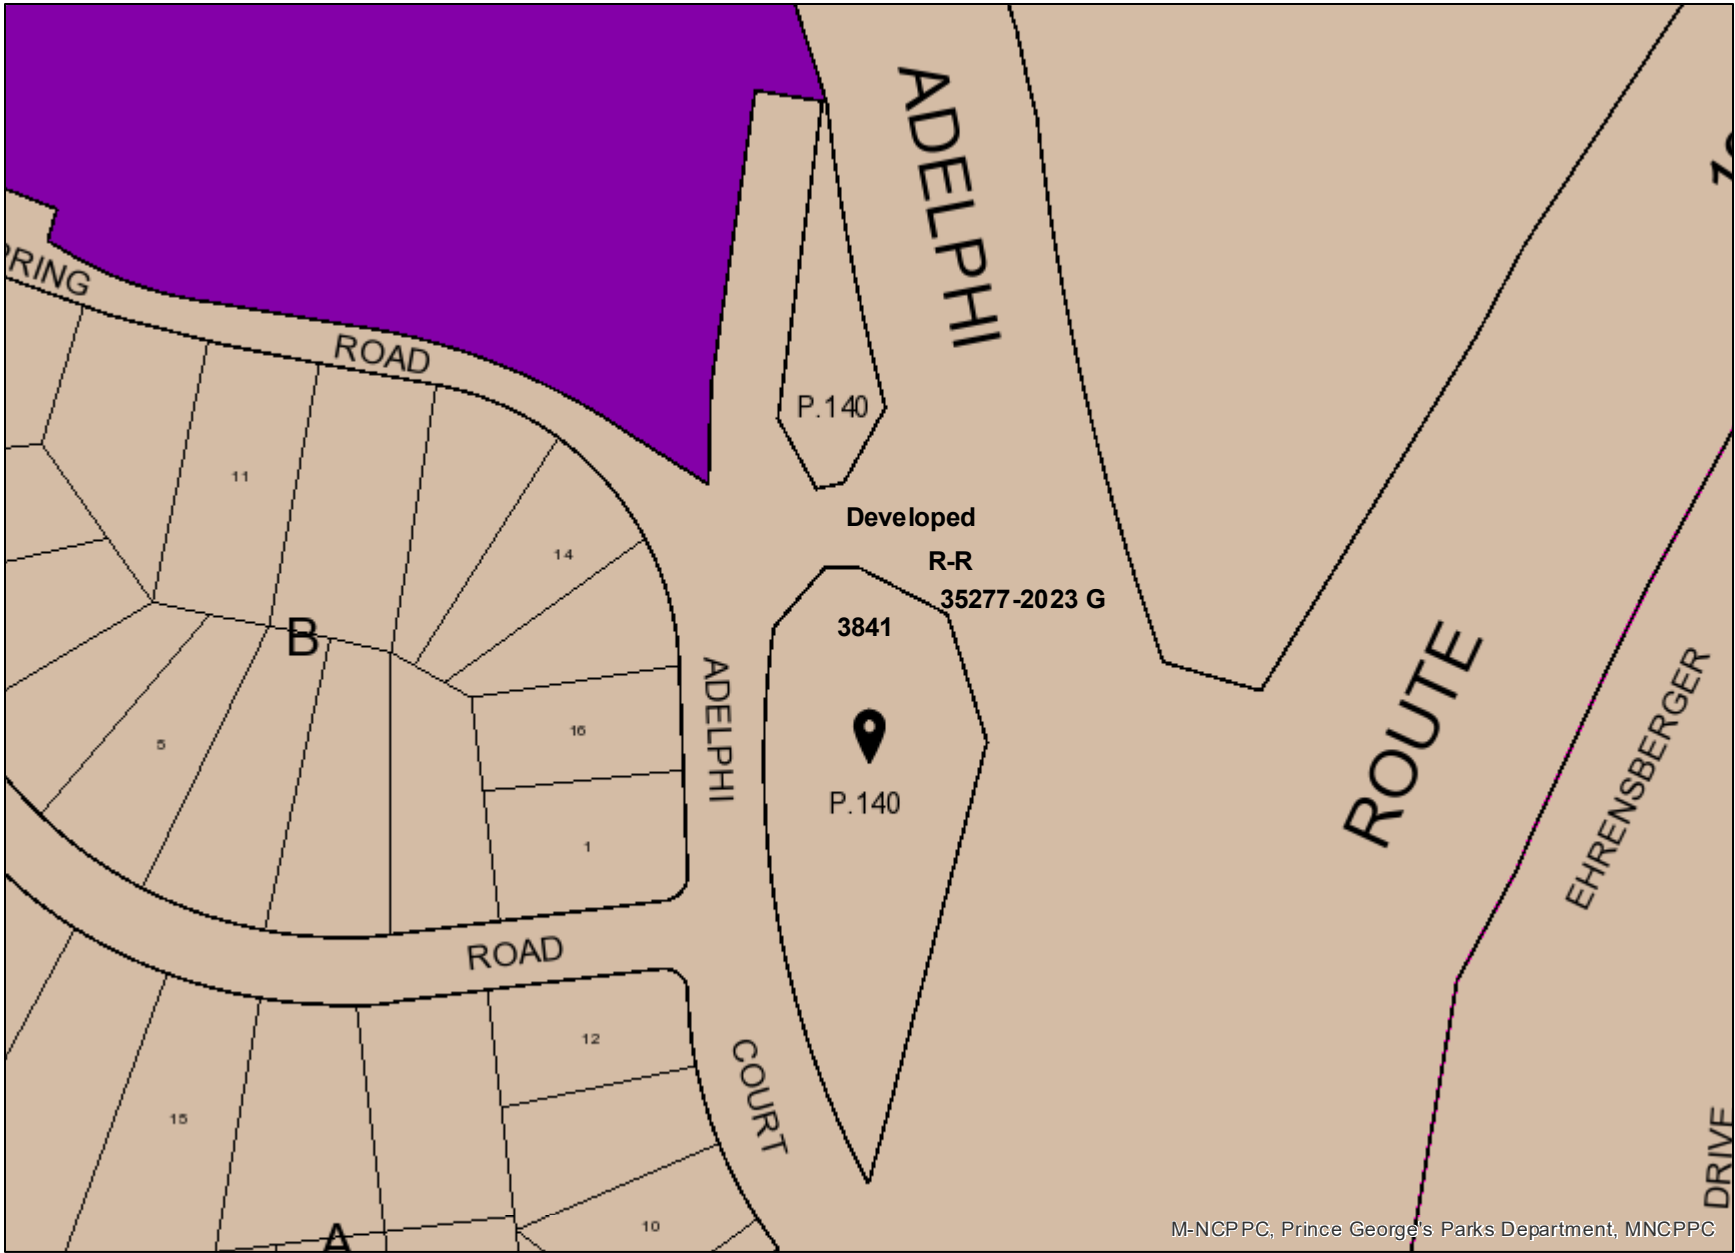 ADELPHI
PRING
ROAD
P.140
11
Developed
14
R-R
35277-2023 G
3841
B
ROUTE
ADELPHI
16
5
EHRENSBERGER
P.140
1
ROAD
12
COURT
15
DRIVE
10
A
M-NCPPC, Prince George's Parks Department, MNCPPC